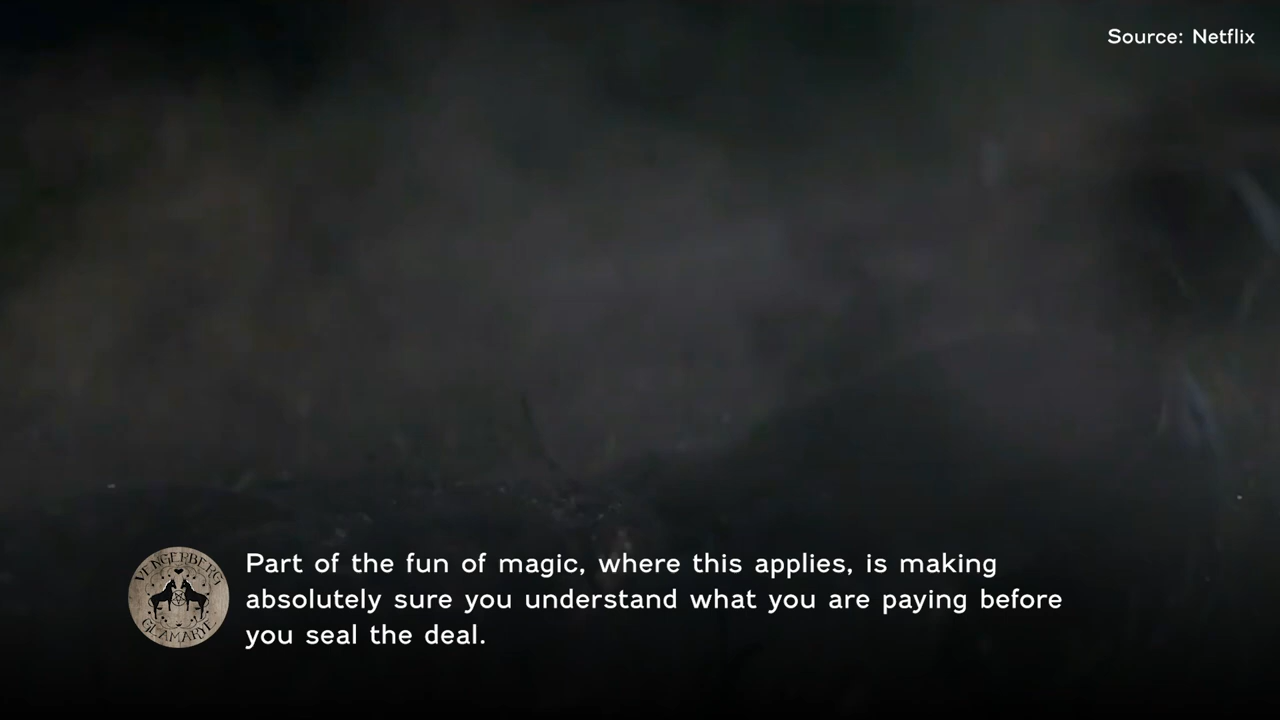 Source: Netflix
VENGERBERG
GLAMARYE
Part of the fun of magic, where this applies, is making
absolutely sure you understand what you are paying before
you seal the deal.